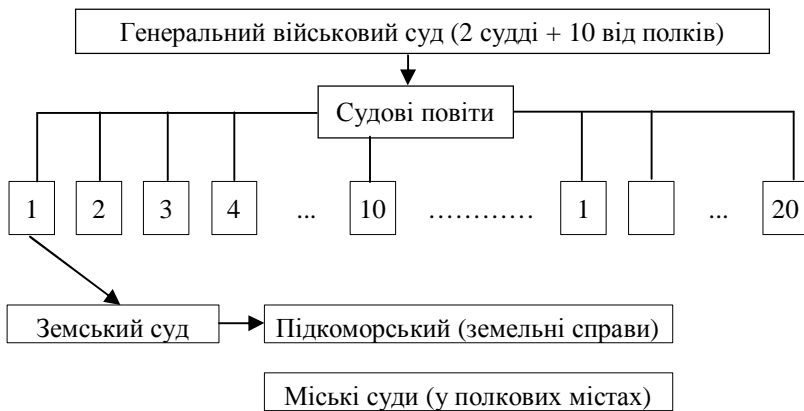 Генеральний військовий суд (2 судді + 10 від полків)
Судові повіти
1 2 3 4 ... 10 ............ 1 ... 20
Земський суд Підкоморський (земельні справи)
Міські суди (у полкових містах)